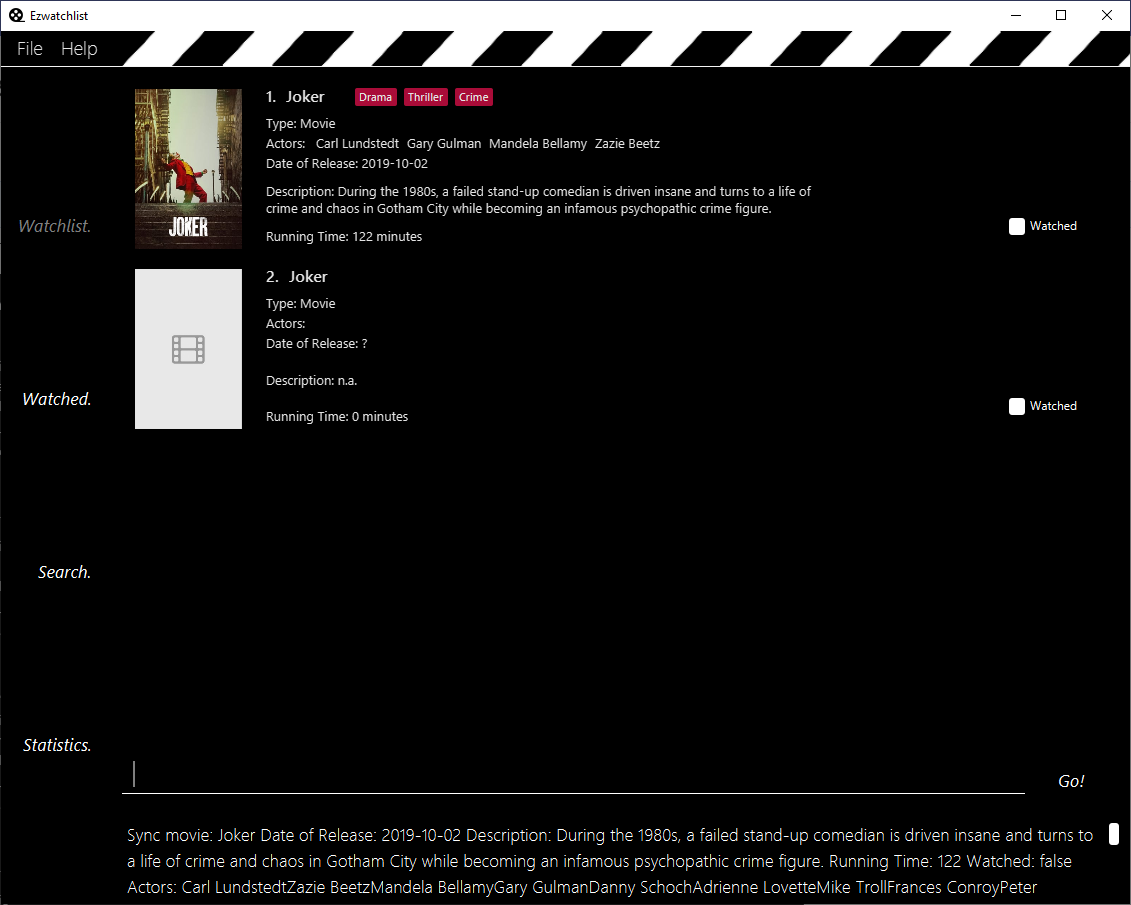 Ezwatchlist
File Help
1. Joker Drama Thriller Crime
Type: Movie
Actors: Carl Lundstedt Gary Gulman Mandela Bellamy Zazie Beetz
Date of Release: 2019-10-02
Description: During the 1980s, a failed stand-up comedian is driven insane and turns to a life of
crime and chaos in Gotham City while becoming an infamous psychopathic crime figure.
JOKER
Watchlist.
Watched
Running Time: 122 minutes
2. Joker
Type: Movie
Actors:
Date of Release: ?
Description: n.a.
Watched.
Watched
Running Time: 0 minutes
Search.
Statistics.
Go!
Sync movie: Joker Date of Release: 2019-10-02 Description: During the 1980s, a failed stand-up comedian is driven insane and turns to
a life of crime and chaos in Gotham City while becoming an infamous psychopathic crime figure. Running Time: 122 Watched: false
Actors: Carl LundstedtZazie BeetzMandela BellamyGary GulmanDanny SchochAdrienne LovetteMike TrollFrances ConroyPeter